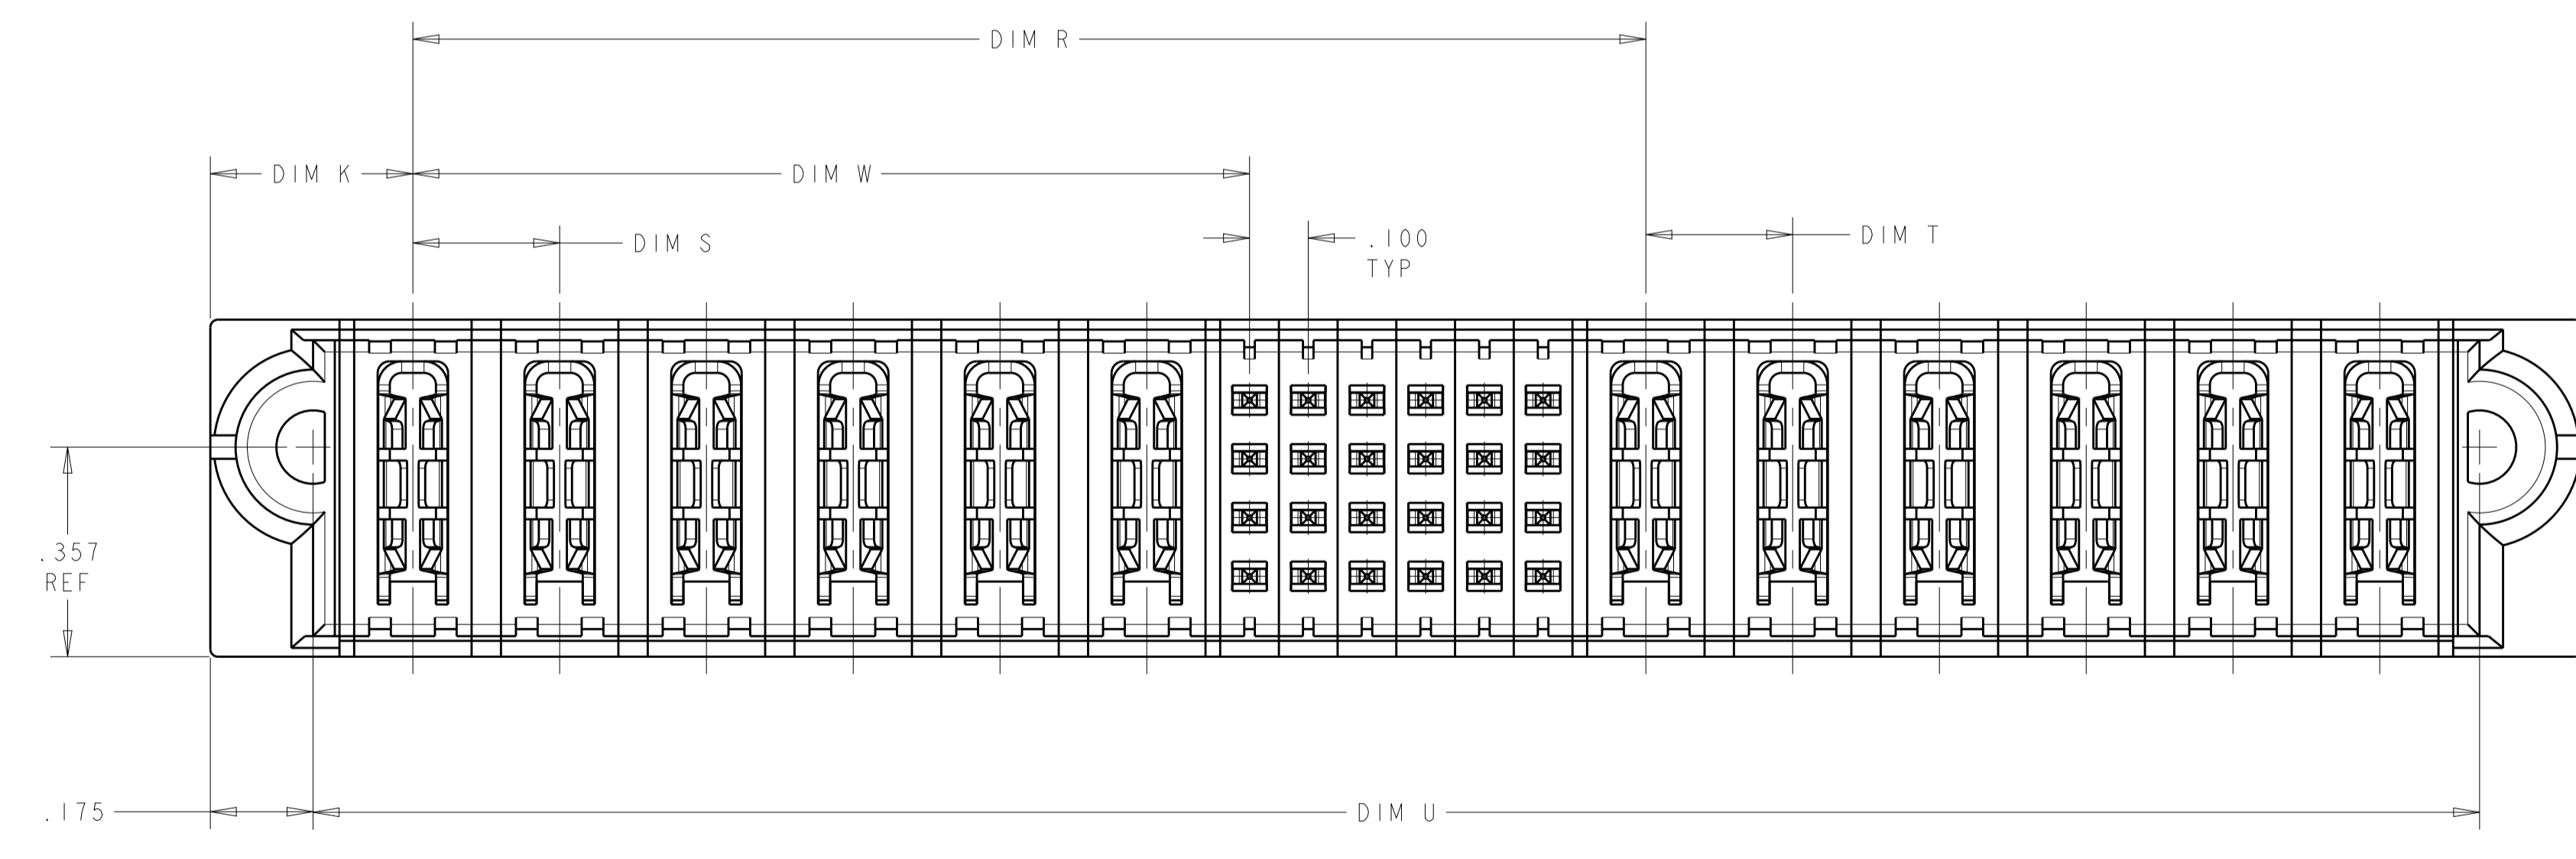 DIM R
DIM K
DIM W
DIM S
.100
TYP
DIM T
.357
REF
.175
DIM U